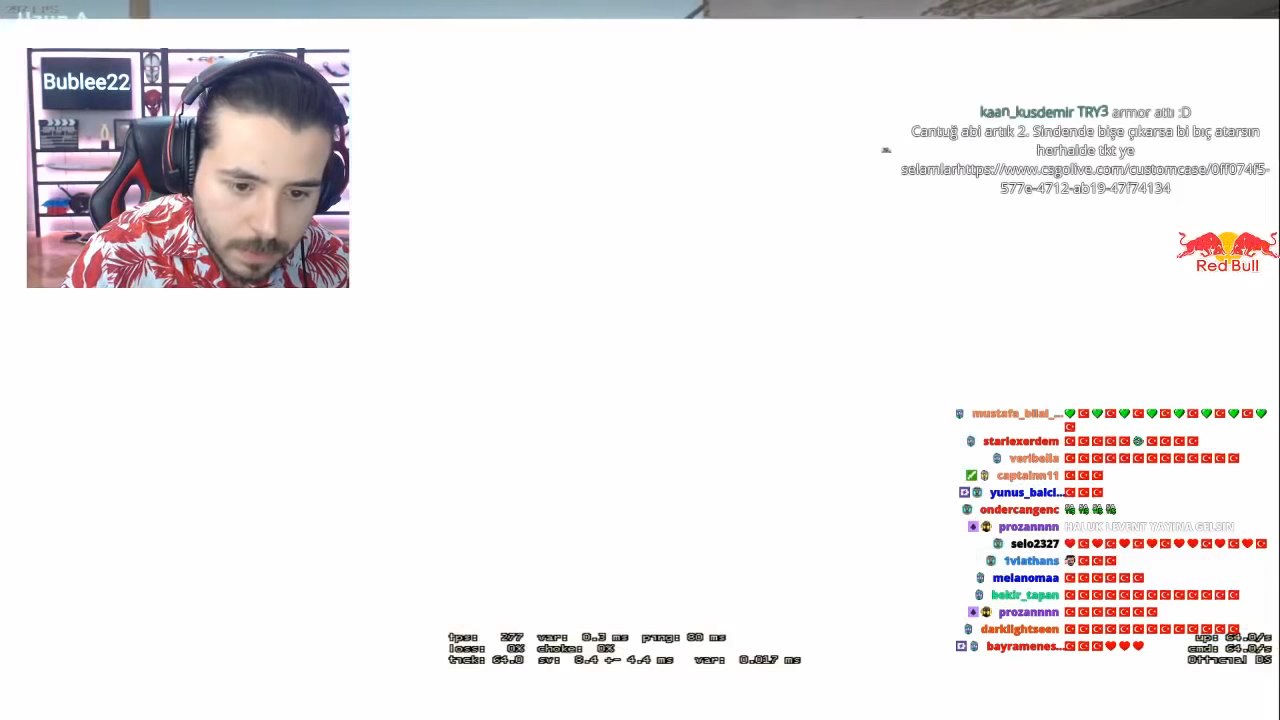 Bublee22
kaan_kusdemir TRY3 armor attı :D
Cantuğ abi artık 2. Sindende bişe çıkarsa bi bıç atarsın
herhalde tkt ye
selamlarhttps://www.csgolive.com/customcase/0ff074f5-
577e-4712-ab19-47f74134
Red Bull
mustafa_bilal_...
starlexerdem
veribella
captainn11
yunus_balci...
ondercangenc
prozannnn HALUK LEVENT YAYINA GELSIN
selo2327
1viathans
melanomaa
bekir_tapan
prozannnn
darklightseen
bayramenes...
fps: 277 var: 0.3 ms ping: 80 ms
loss: 0% choke: 0%
tick: 64.0 sv: 8.4 +- 4.4 ms var: 0.017 ms
up: 64.0/s
cmd: 64.0/s
Official DS